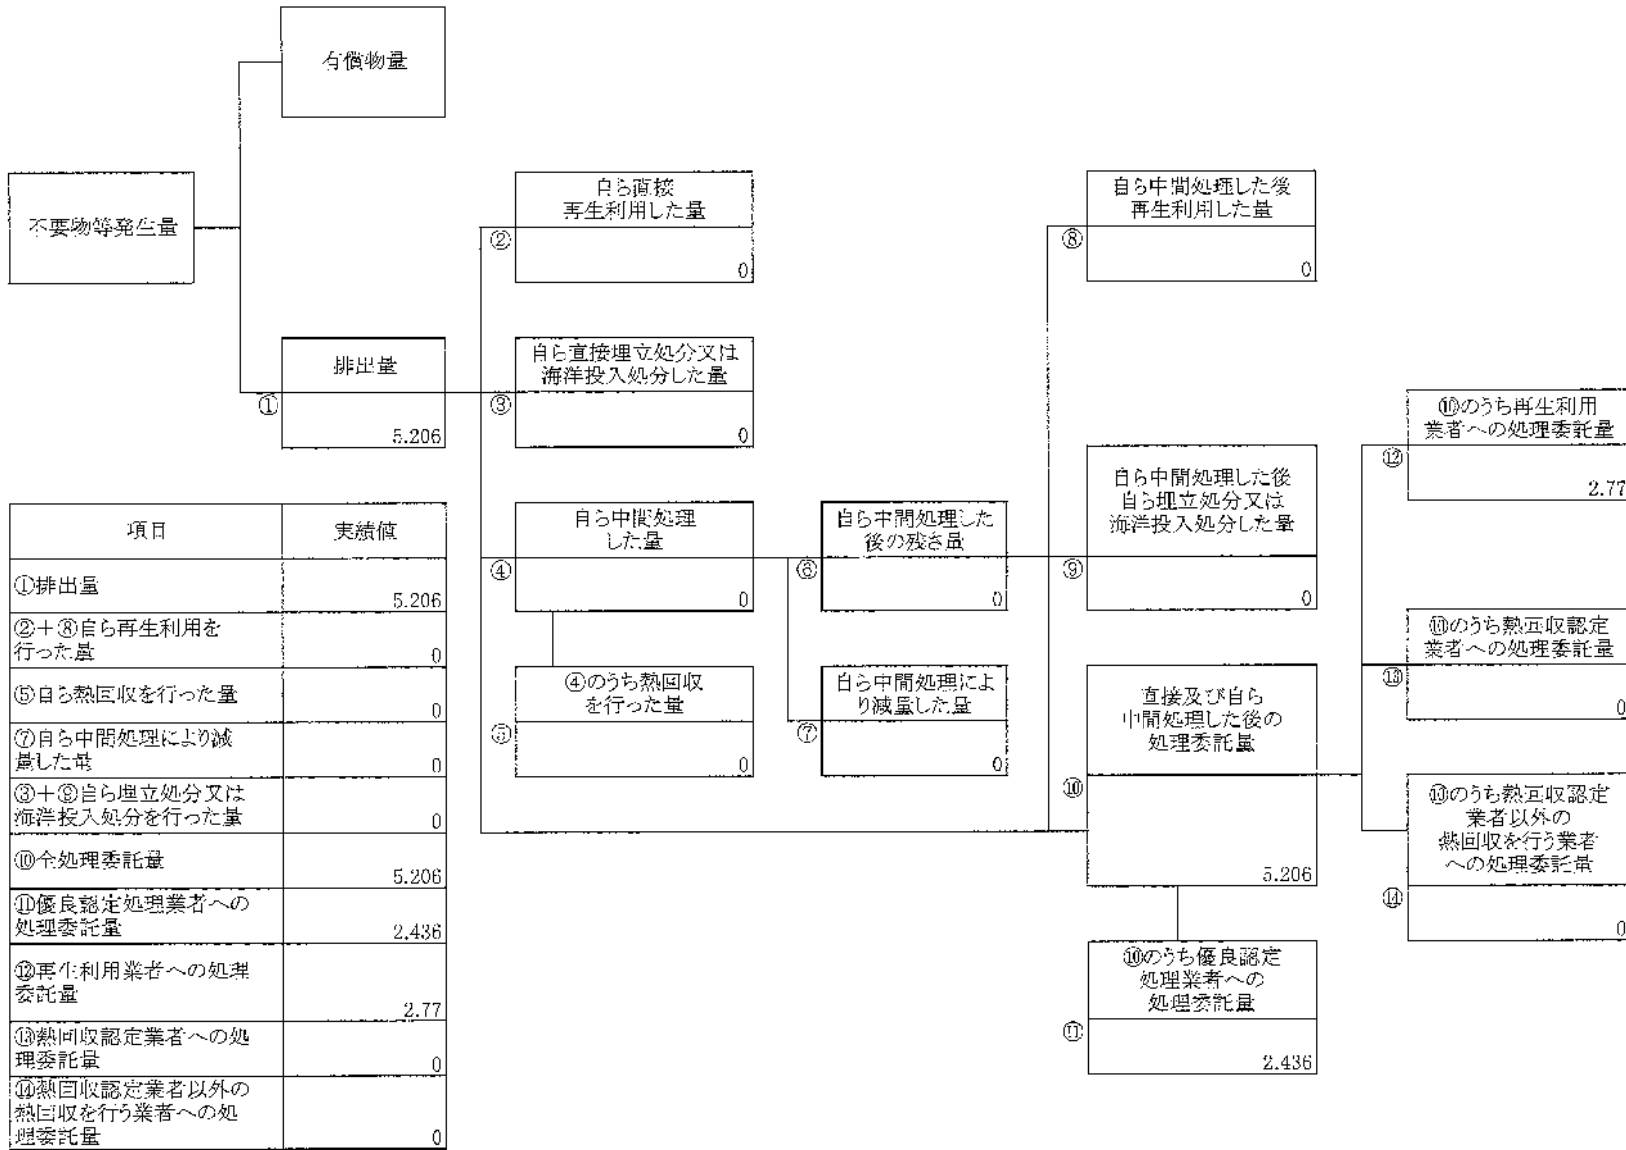 有償物量
不要物等発生量
排出量
①
5.206
自ら直接
再生利用した量
②
0
自ら直接埋立処分又は
海洋投入処分した量
③
0
自ら中間処理
した量
④
0
④のうち熱回収
を行った量
⑤
0
自ら中間処理した
後の残さ量
⑥
0
自ら中間処理によ
り減量した量
⑦
0
自ら中間処理した後
再生利用した量
⑧
0
自ら中間処理した後
自ら埋立処分又は
海洋投入処分した量
⑨
0
直接及び自ら
中間処理した後の
処理委託量
⑩
5.206
⑩のうち優良認定
処理業者への
処理委託量
⑪
2.436
⑩のうち再生利用
業者への処理委託量
⑫
2.77
⑩のうち熱回収認定
業者への処理委託量
⑬
0
⑩のうち熱回収認定
業者以外の
熱回収を行う業者
への処理委託量
⑭
0
項目 実績値
①排出量 5.206
②+⑧自ら再生利用を
行った量 0
⑤自ら熱回収を行った量 0
⑦自ら中間処理により減
量した量 0
③+⑨自ら埋立処分又は
海洋投入処分を行った量 0
⑩全処理委託量 5.206
⑪優良認定処理業者への
処理委託量 2.436
⑫再生利用業者への処理
委託量 2.77
⑬熱回収認定業者への処
理委託量 0
⑭熱回収認定業者以外の
熱回収を行う業者への処
理委託量 0